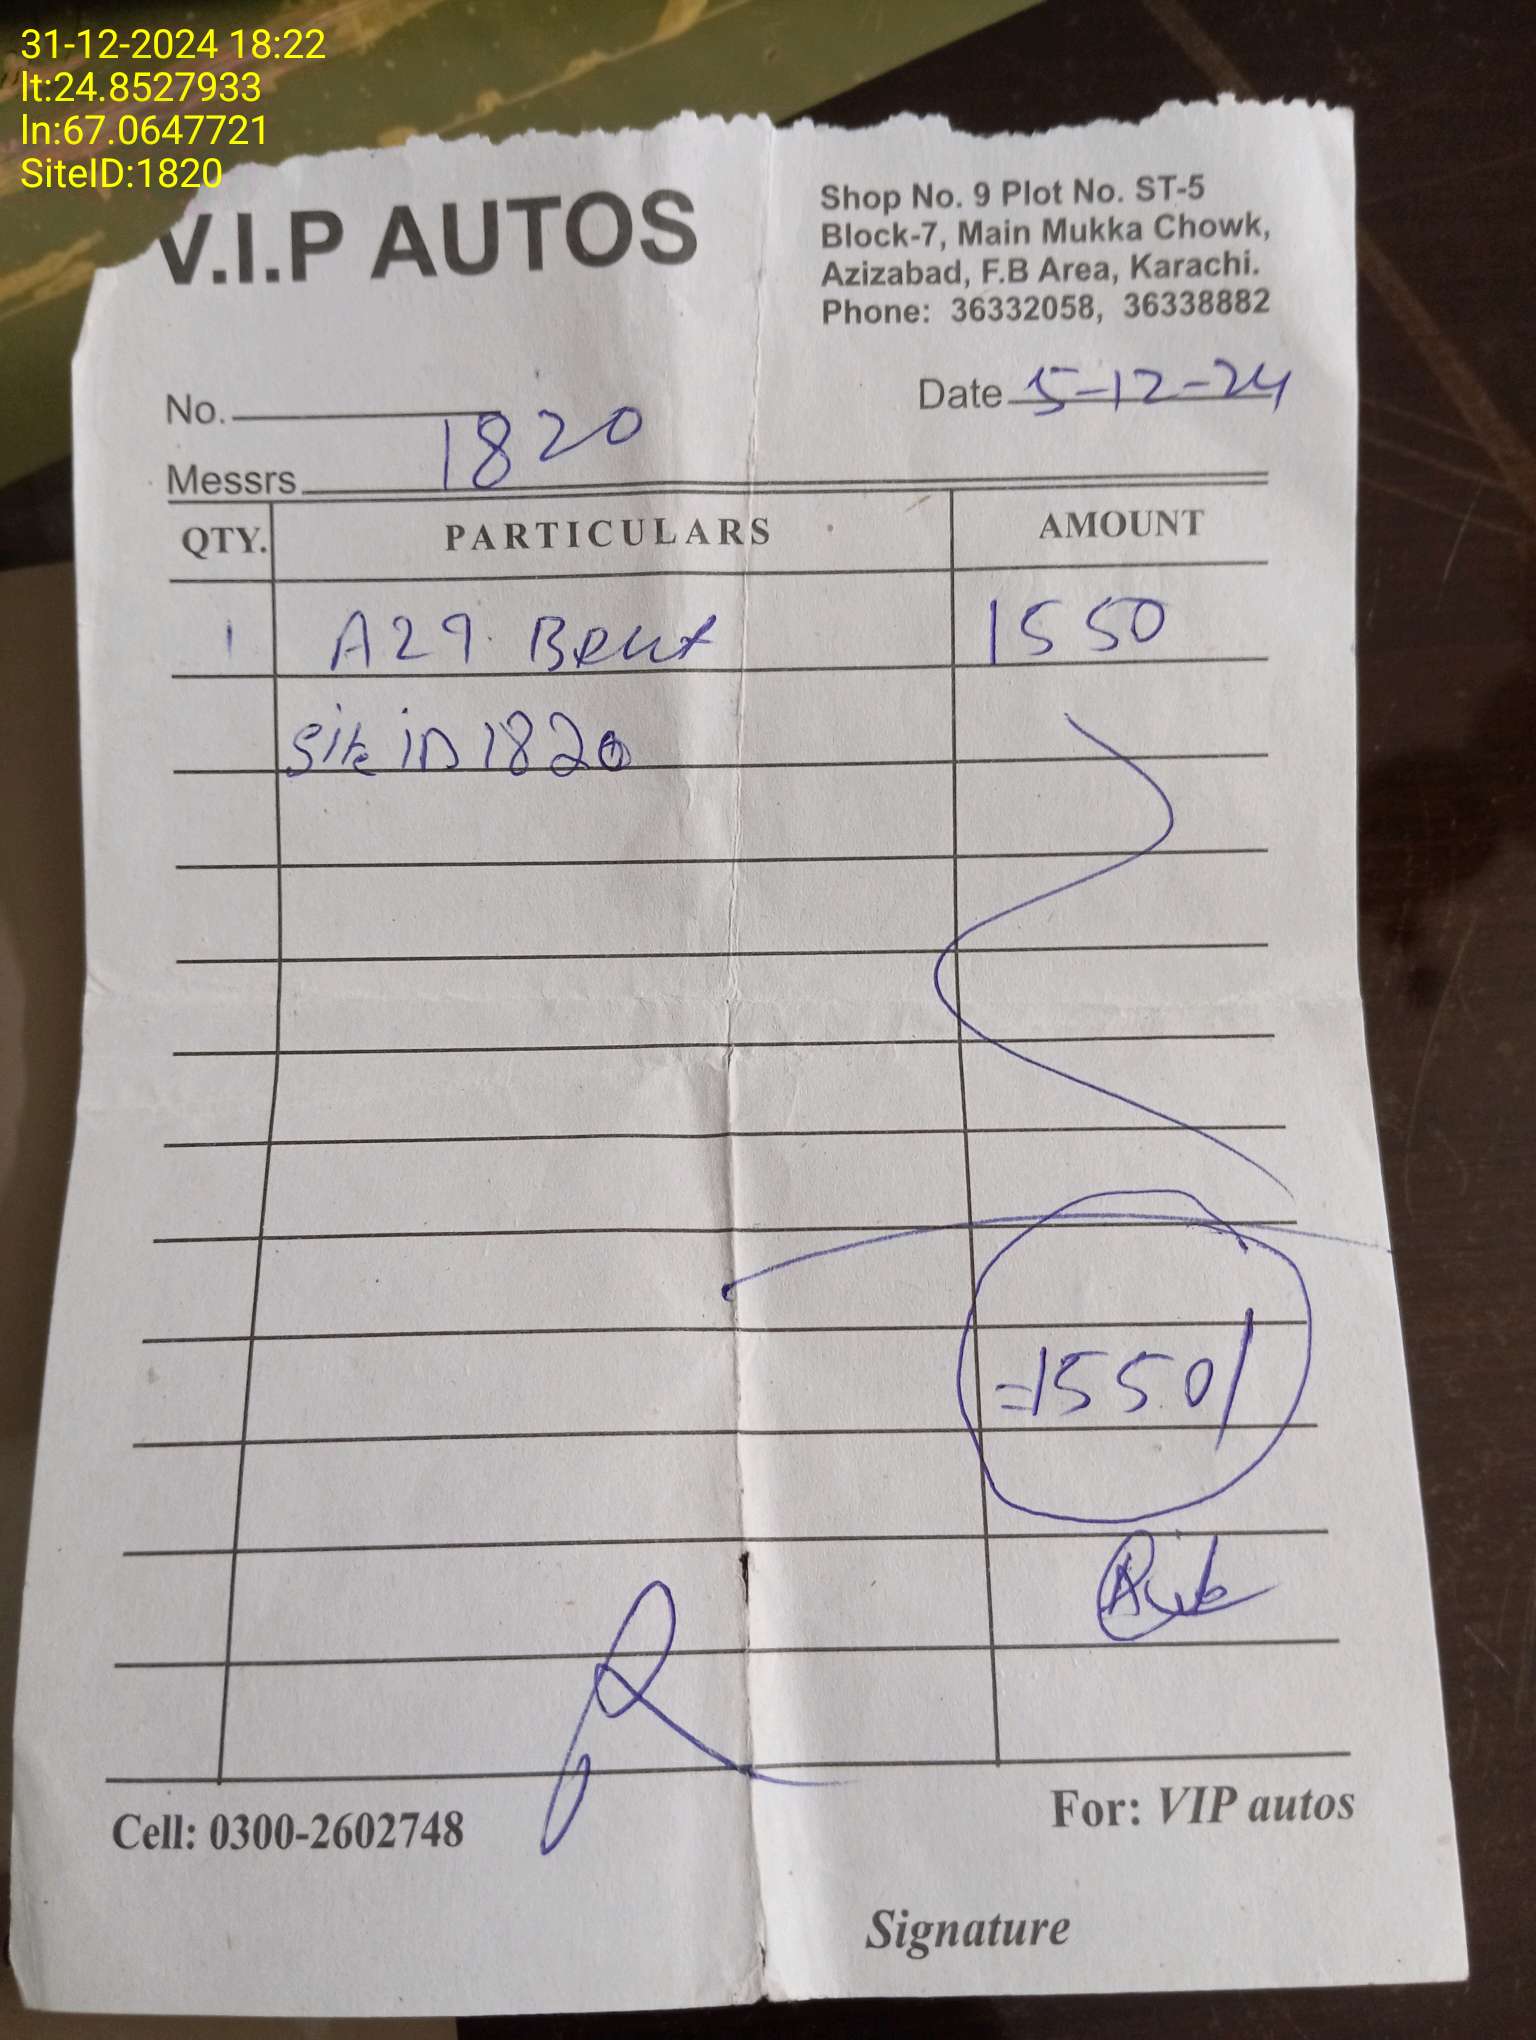 31-12-2024 18:22
lt:24.8527933
ln:67.0647721
SiteID:1820
V.I.P AUTOS
Shop No. 9 Plot No. ST-5
Block-7, Main Mukka Chowk,
Azizabad, F.B Area, Karachi.
Phone: 36332058, 36338882
No.
Date 5-12-24
Messrs 1820
QTY. PARTICULARS AMOUNT
1 A29 1550
Site iD 1820
=1550/
Cell: 0300-2602748
For: VIP autos
Signature